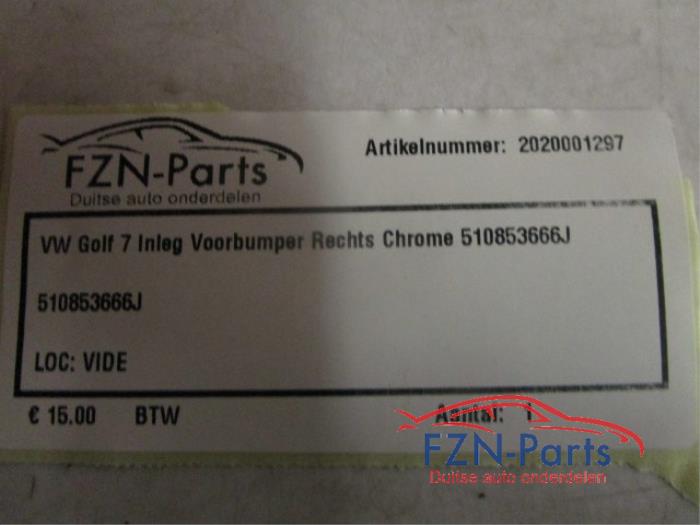 FZN-Parts
Duitse auto onderdelen
Artikelnummer: 2020001297
VW Golf 7 Inleg Voorbumper Rechts Chrome 510853666J
510853666J
LOC: VIDE
€ 15.00 BTW
Aantal: 1
FZN-Parts
Duitse auto onderdelen